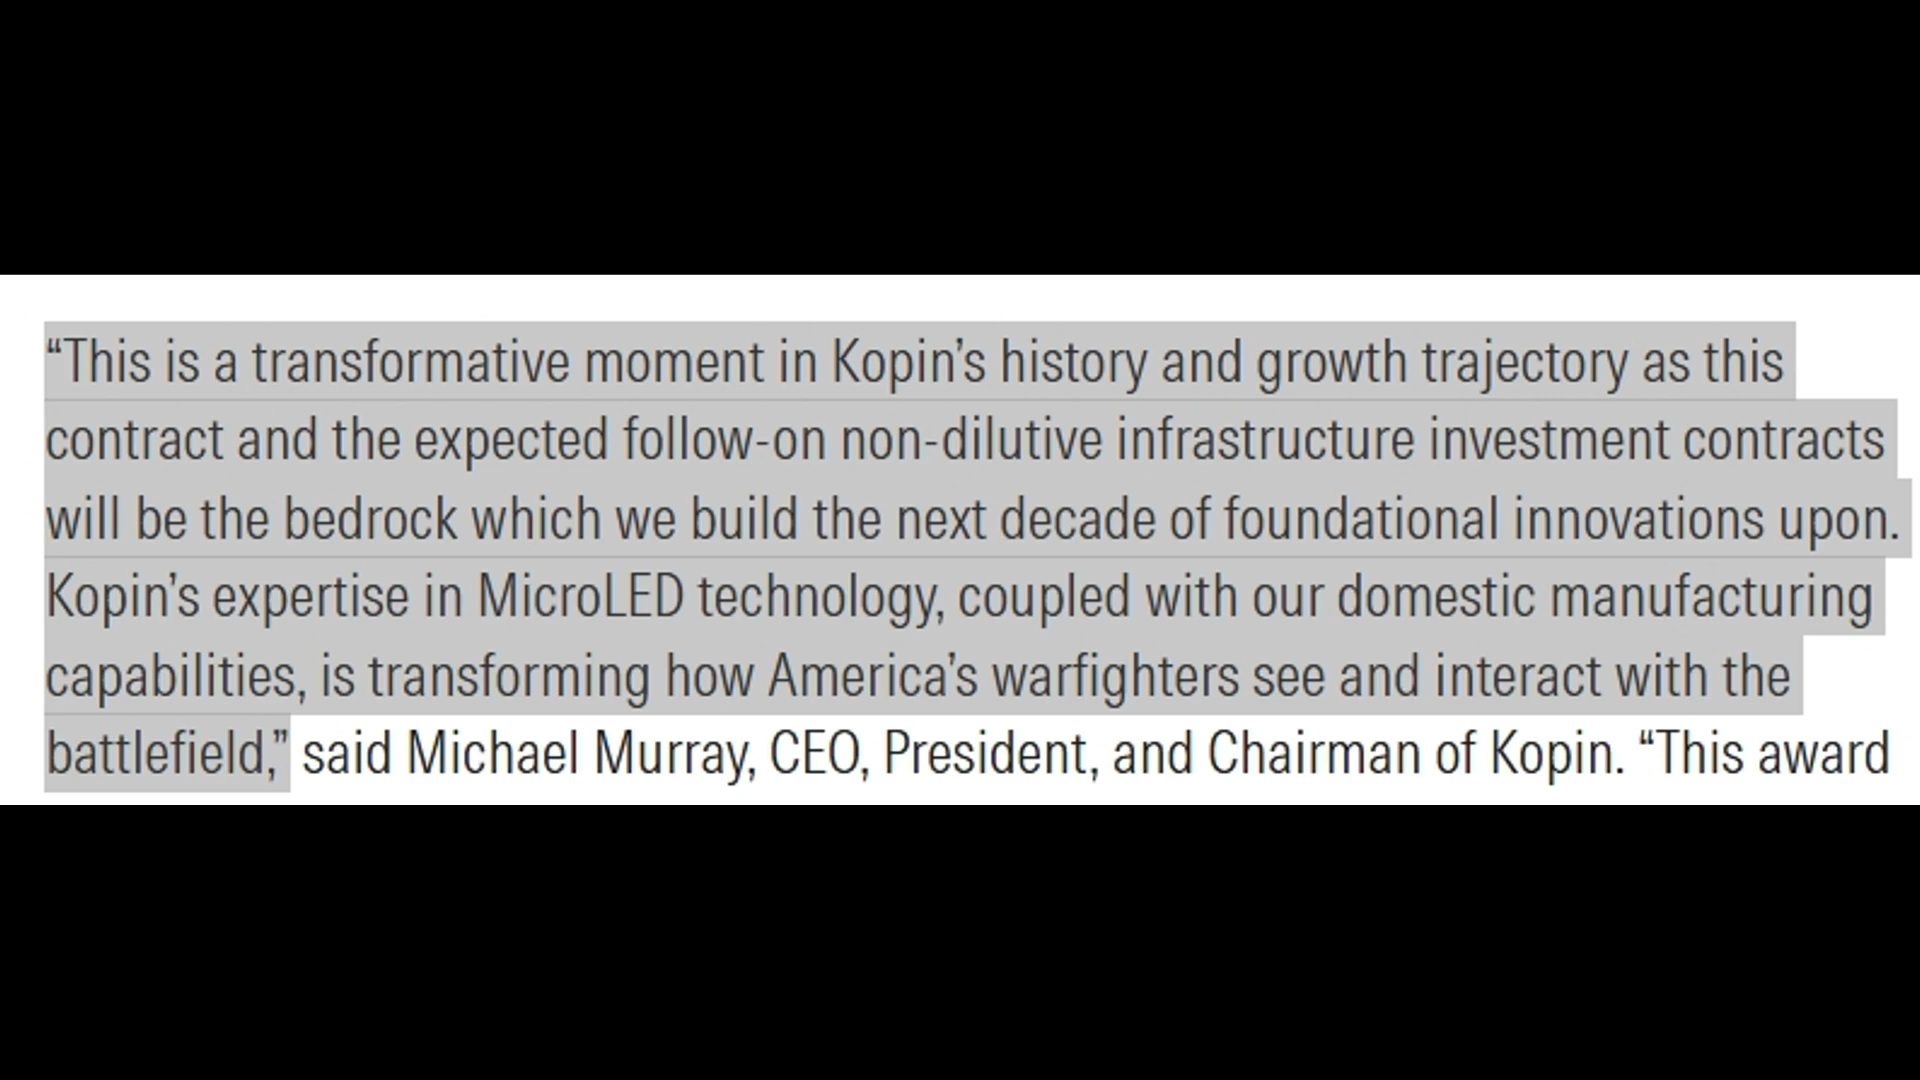 “This is a transformative moment in Kopin’s history and growth trajectory as this
contract and the expected follow-on non-dilutive infrastructure investment contracts
will be the bedrock which we build the next decade of foundational innovations upon.
Kopin’s expertise in MicroLED technology, coupled with our domestic manufacturing
capabilities, is transforming how America’s warfighters see and interact with the
battlefield,” said Michael Murray, CEO, President, and Chairman of Kopin. “This award